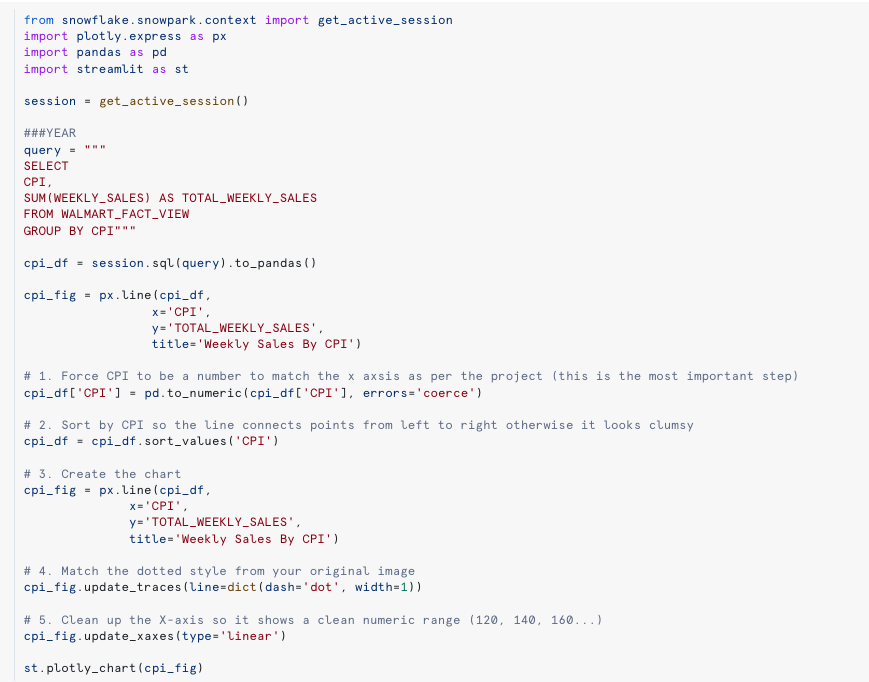 from snowflake.snowpark.context import get_active_session
import plotly.express as px
import pandas as pd
import streamlit as st

session = get_active_session()

###YEAR
query = """
SELECT
CPI,
SUM(WEEKLY_SALES) AS TOTAL_WEEKLY_SALES
FROM WALMART_FACT_VIEW
GROUP BY CPI"""

cpi_df = session.sql(query).to_pandas()

cpi_fig = px.line(cpi_df,
                 x='CPI',
                 y='TOTAL_WEEKLY_SALES',
                 title='Weekly Sales By CPI')

# 1. Force CPI to be a number to match the x axsis as per the project (this is the most important step)
cpi_df['CPI'] = pd.to_numeric(cpi_df['CPI'], errors='coerce')

# 2. Sort by CPI so the line connects points from left to right otherwise it looks clumsy
cpi_df = cpi_df.sort_values('CPI')

# 3. Create the chart
cpi_fig = px.line(cpi_df,
              x='CPI',
              y='TOTAL_WEEKLY_SALES',
              title='Weekly Sales By CPI')

# 4. Match the dotted style from your original image
cpi_fig.update_traces(line=dict(dash='dot', width=1))

# 5. Clean up the X-axis so it shows a clean numeric range (120, 140, 160...)
cpi_fig.update_xaxes(type='linear')

st.plotly_chart(cpi_fig)